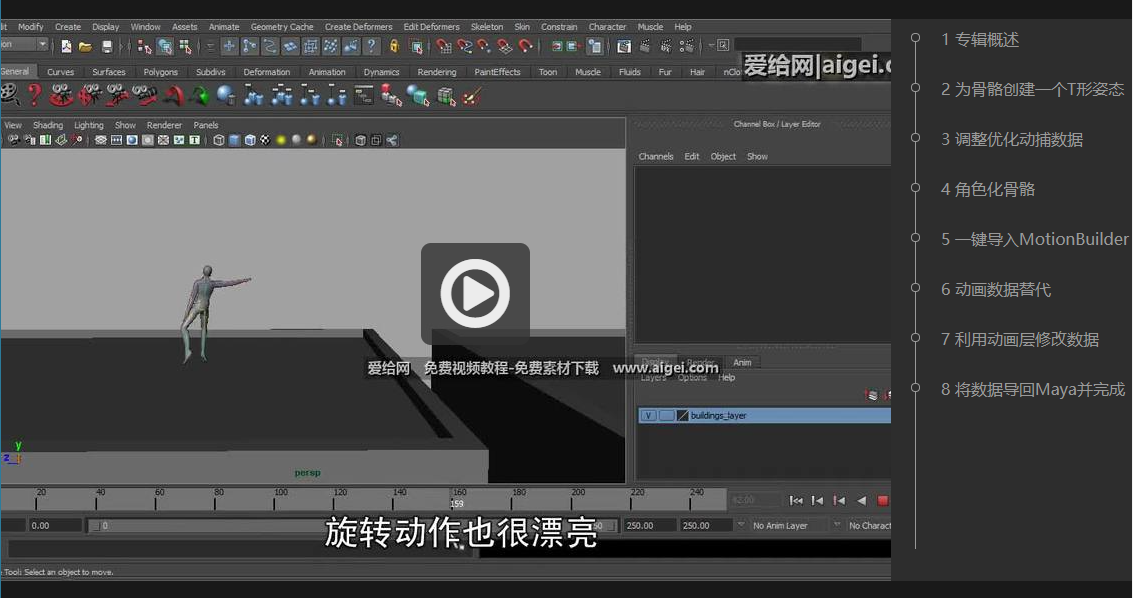 Modify Create Display Window Assets Animate Geometry Cache Create Deformers Edit Deformers Skeleton Skin Constrain Character Muscle Help
爱给网|aigei.c
General Curves Surfaces Polygons Subdivs Deformation Animation Dynamics Rendering PaintEffects Toon Muscle Fluids Fur Hair nClo
View Shading Lighting Show Renderer Panels
Channel Box / Layer Editor
Channels Edit Object Show
爱给网 免费视频教程-免费素材下载 www.aigei.com
Display Render Anim
Layers Options Help
V buildings_layer
y
z
persp
20 40 60 80 100 120 140 160 180 200 220 240
159
0.00 0 250.00 250.00 No Anim Layer No Charact
旋转动作也很漂亮
Tool: Select an object to move.
1 专辑概述
2 为骨骼创建一个T形姿态
3 调整优化动捕数据
4 角色化骨骼
5 一键导入MotionBuilder
6 动画数据替代
7 利用动画层修改数据
8 将数据导回Maya并完成